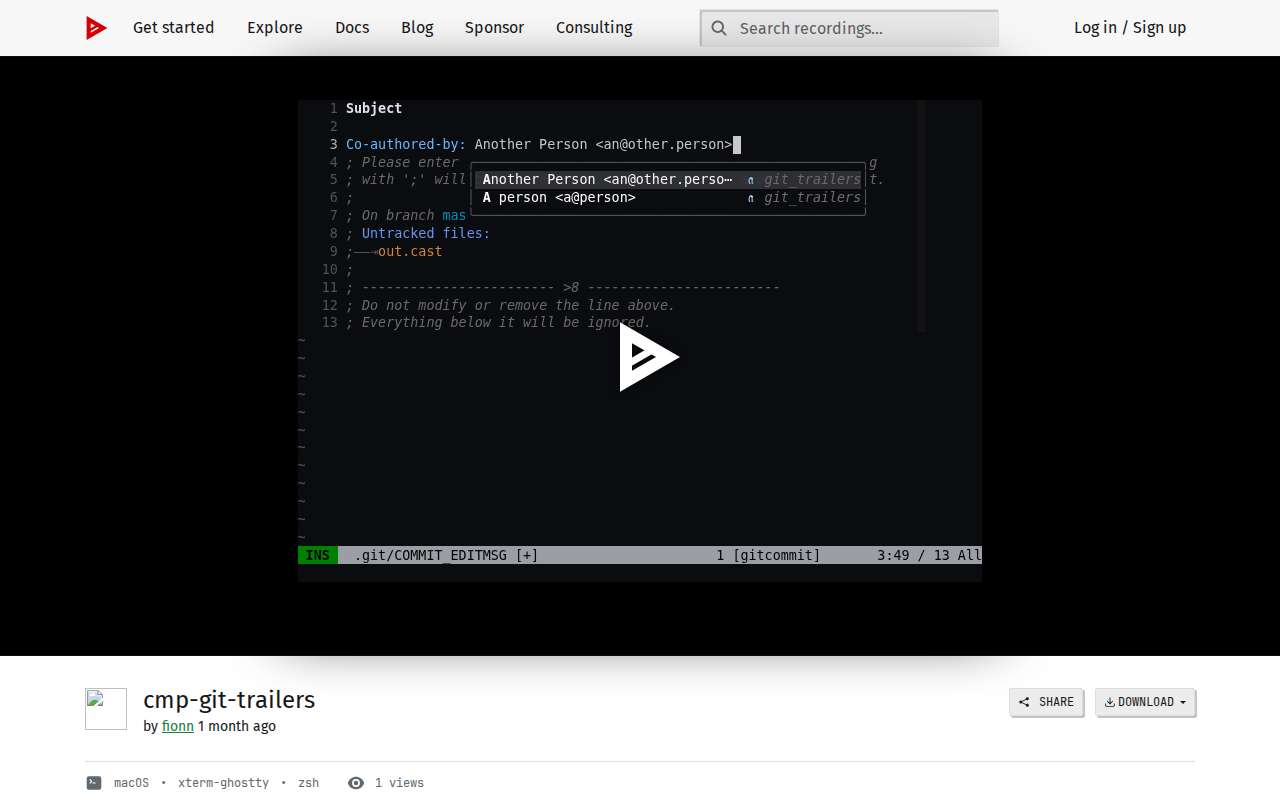 Get started Explore Docs Blog Sponsor Consulting Search recordings... Log in / Sign up
1 Subject
2
3 Co-authored-by: Another Person <an@other.person>
4 ; Please enter g
5 ; with ';' will Another Person <an@other.perso… git_trailers t.
6 ; A person <a@person> git_trailers
7 ; On branch mas
8 ; Untracked files:
9 ; out.cast
10 ;
11 ; ------------------------ >8 ------------------------
12 ; Do not modify or remove the line above.
13 ; Everything below it will be ignored.
~
~
~
~
~
~
~
~
~
~
~
~
INS .git/COMMIT_EDITMSG [+] 1 [gitcommit] 3:49 / 13 All
cmp-git-trailers
SHARE DOWNLOAD
by fionn 1 month ago
macOS • xterm-ghostty • zsh 1 views